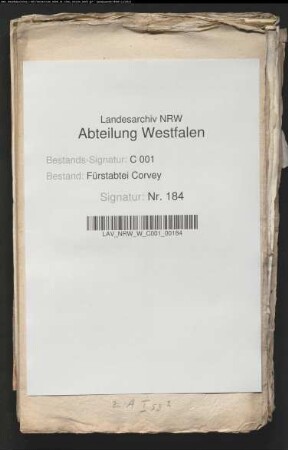 Landesarchiv NRW
Abteilung Westfalen
Bestands-Signatur: C 001
Bestand: Fürstabtei Corvey
Signatur: Nr. 184
LAV_NRW_W_C001_00184